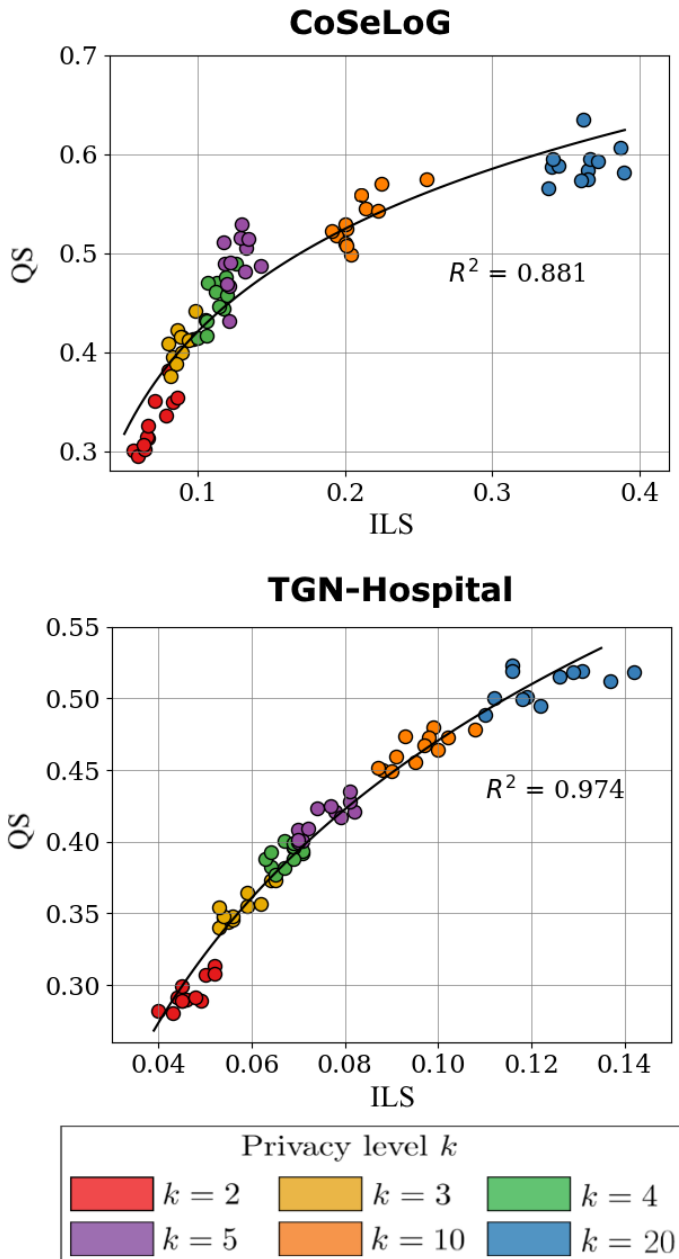 CoSeLoG
0.7
0.6
0.5
0.4
0.3
QS
R² = 0.881
0.1 0.2 0.3 0.4
ILS
TGN-Hospital
0.55
0.50
0.45
0.40
0.35
0.30
QS
R² = 0.974
0.04 0.06 0.08 0.10 0.12 0.14
ILS
Privacy level k
k = 2 k = 3 k = 4
k = 5 k = 10 k = 20